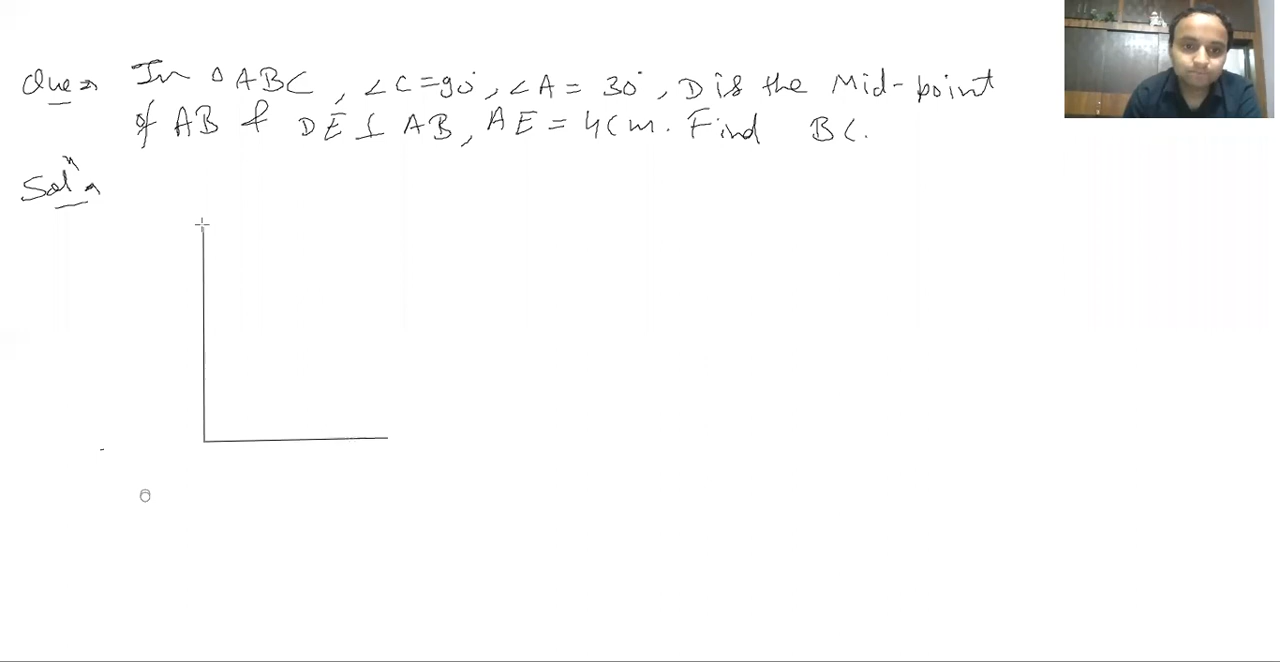 Que⇒ In △ABC, ∠C=90°, ∠A = 30°, D is the Mid-point
of AB & DE ⊥ AB, AE = 4cm. Find BC.
Solⁿ⇒